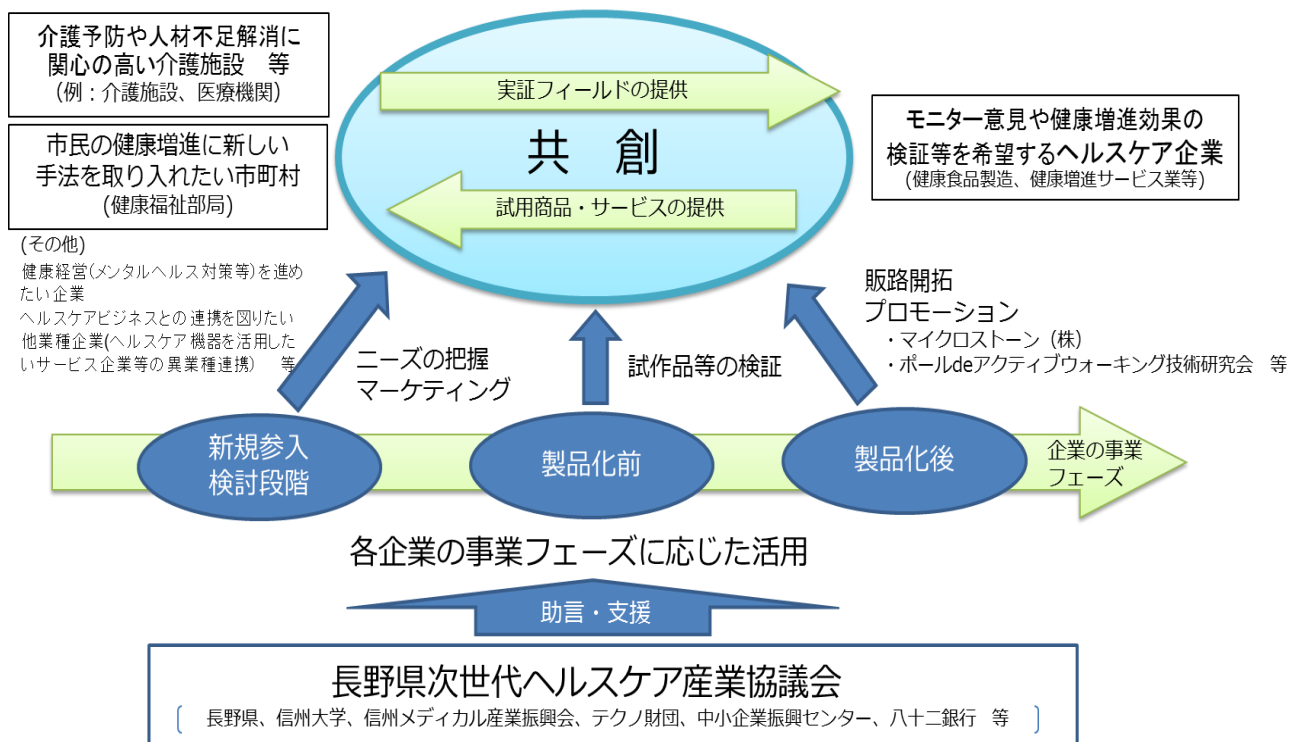 介護予防や人材不足解消に
関心の高い介護施設　等
(例：介護施設、医療機関)
市民の健康増進に新しい
手法を取り入れたい市町村
(健康福祉部局)
(その他)
健康経営(メンタルヘルス対策等)を進め
たい企業
ヘルスケアビジネスとの連携を図りたい
他業種企業(ヘルスケア機器を活用した
いサービス企業等の異業種連携)　等
実証フィールドの提供
共　創
試用商品・サービスの提供
モニター意見や健康増進効果の
検証等を希望するヘルスケア企業
(健康食品製造、健康増進サービス業等)
ニーズの把握
マーケティング
試作品等の検証
販路開拓
プロモーション
・マイクロストーン（株）
・ポールdeアクティブウォーキング技術研究会　等
新規参入
検討段階
製品化前
製品化後
企業の事業
フェーズ
各企業の事業フェーズに応じた活用
助言・支援
長野県次世代ヘルスケア産業協議会
〔　長野県、信州大学、信州メディカル産業振興会、テクノ財団、中小企業振興センター、八十二銀行　等　〕